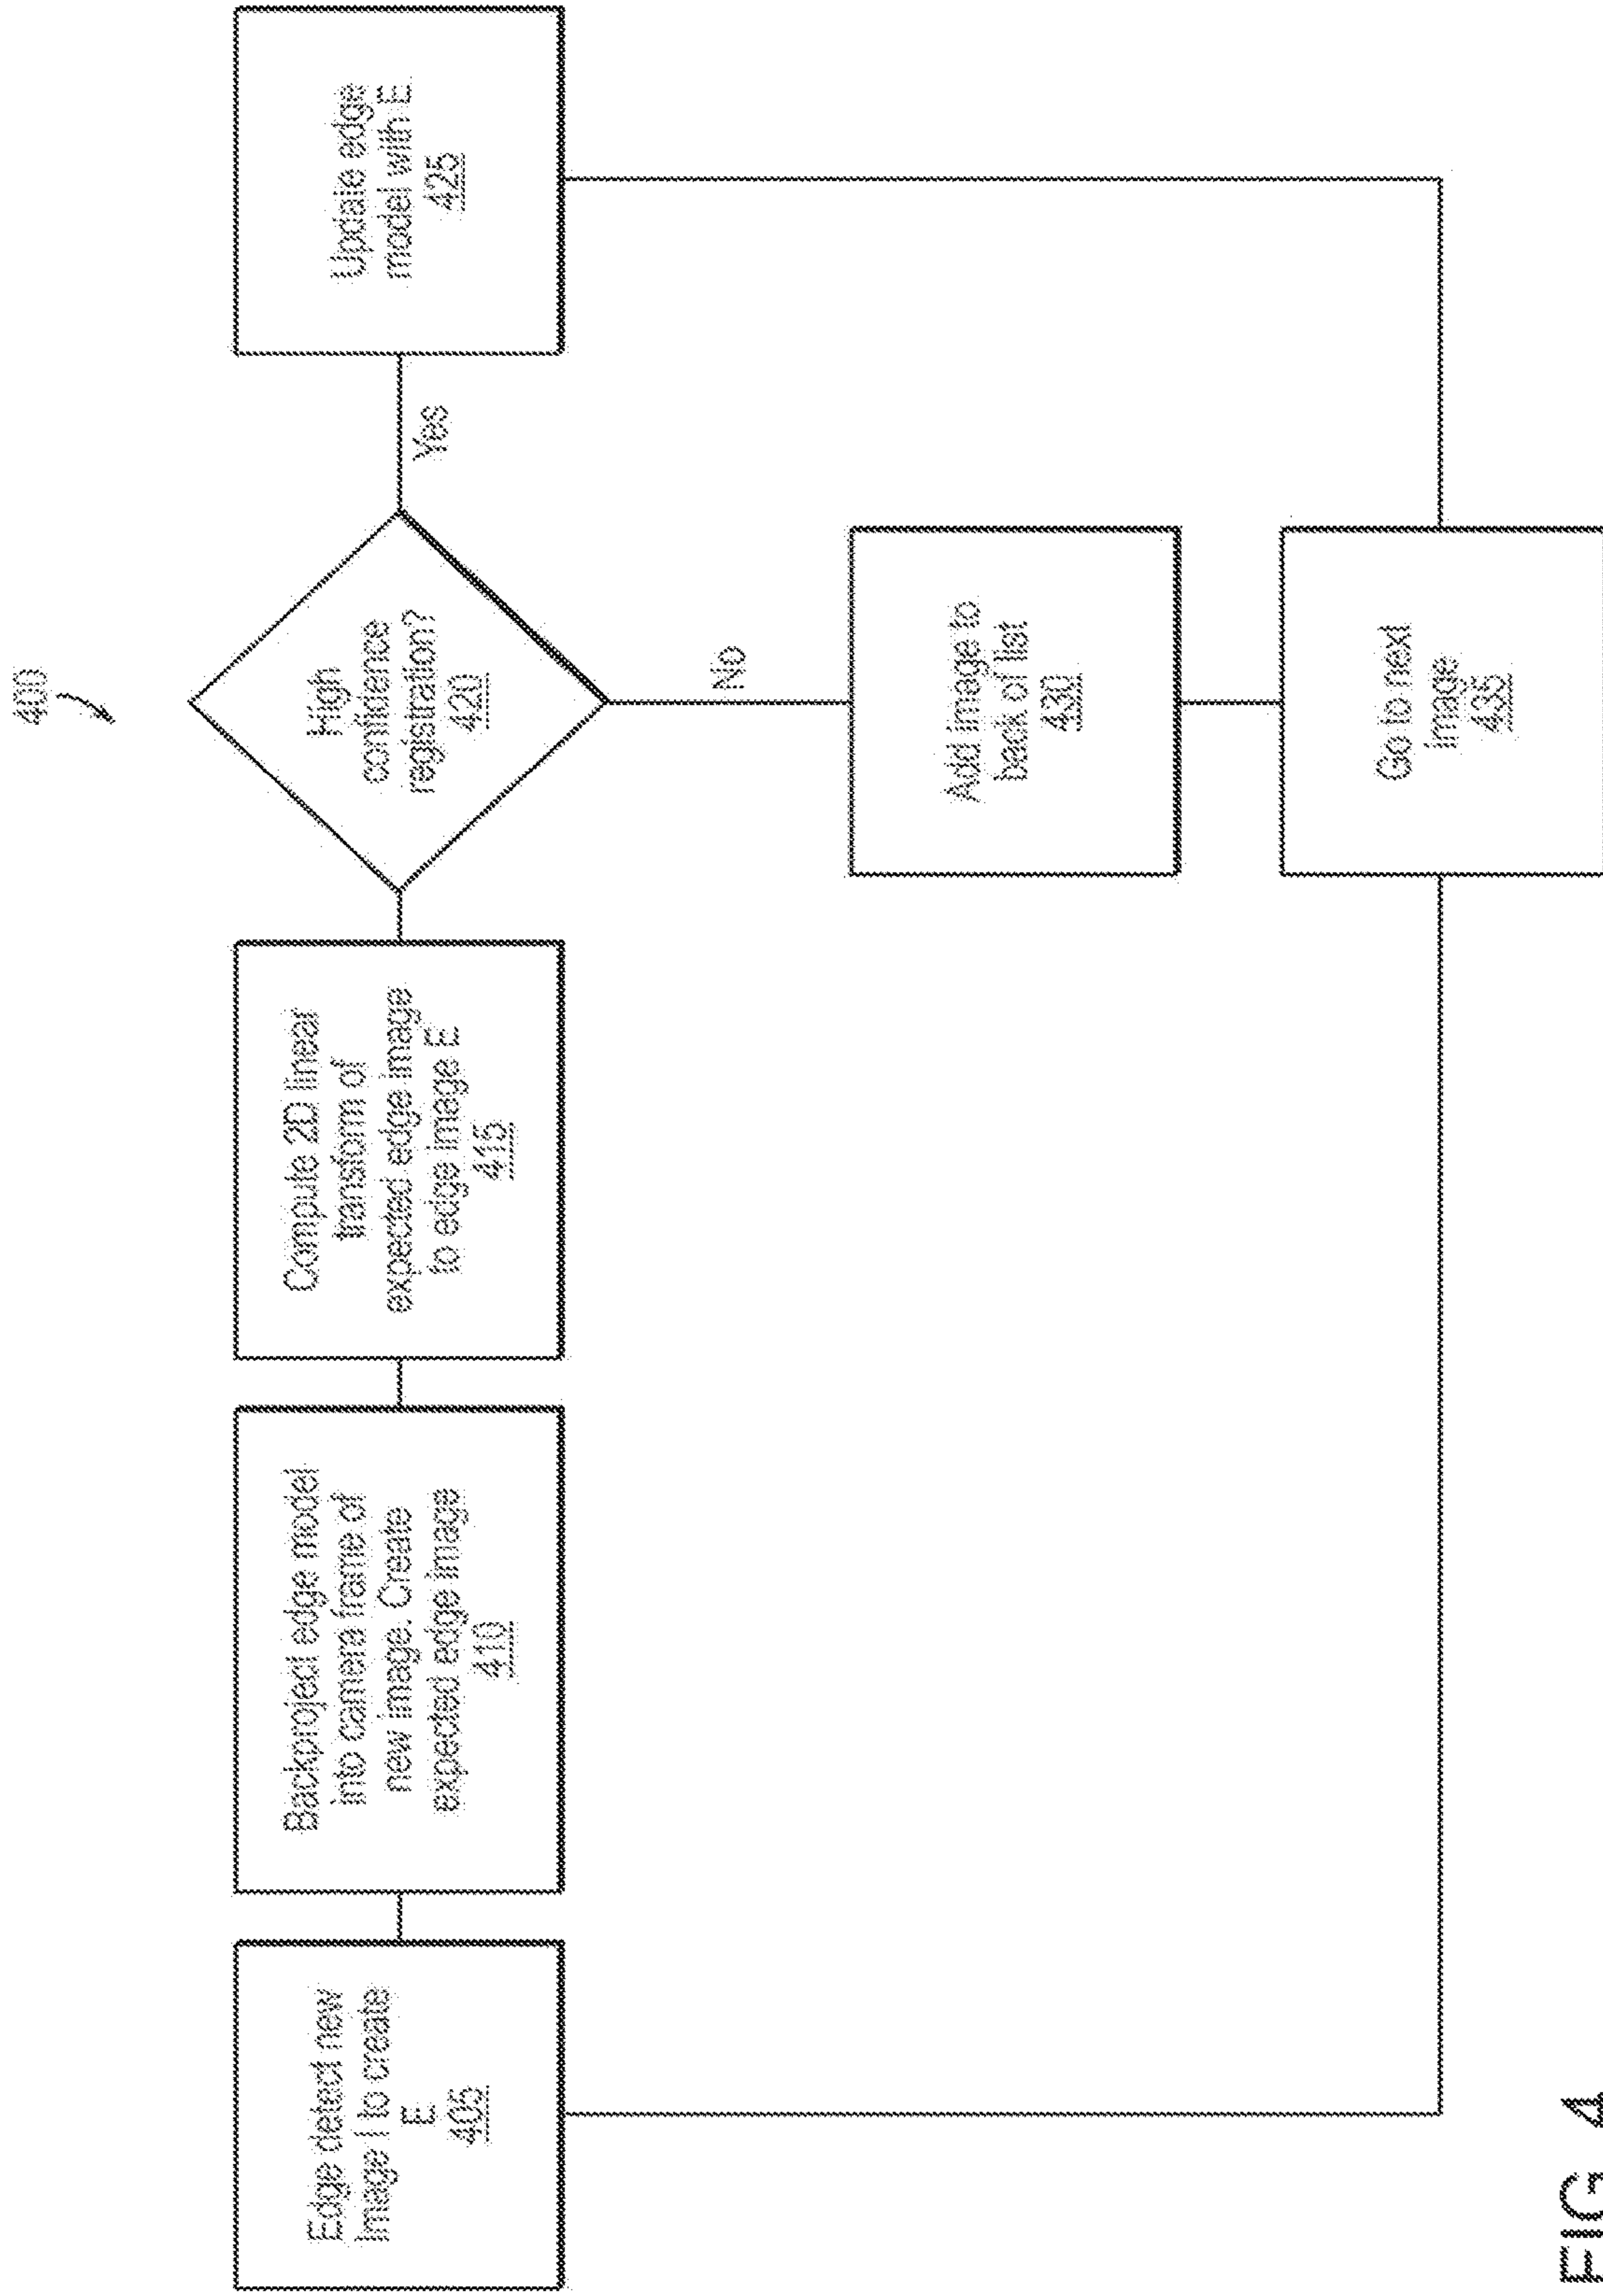 400
Edge detect new
image I to create
E
405
Backproject edge model
into camera frame of
new image. Create
expected edge image
410
Compute 2D linear
transform of
expected edge image
to edge image E
415
High
confidence
registration?
420
Yes
Update edge
model with E
425
No
Add image to
back of list
430
Go to next
image
435
FIG. 4